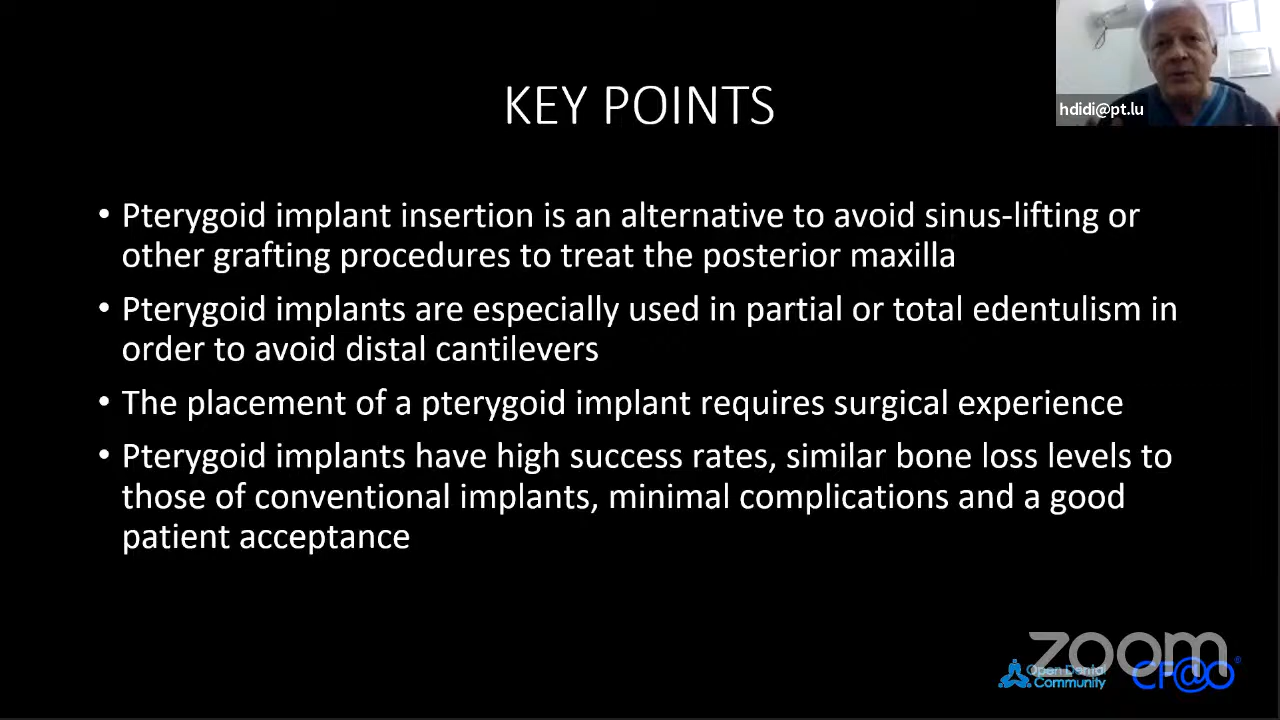 KEY POINTS
hdidi@pt.lu
• Pterygoid implant insertion is an alternative to avoid sinus-lifting or
other grafting procedures to treat the posterior maxilla
• Pterygoid implants are especially used in partial or total edentulism in
order to avoid distal cantilevers
• The placement of a pterygoid implant requires surgical experience
• Pterygoid implants have high success rates, similar bone loss levels to
those of conventional implants, minimal complications and a good
patient acceptance
zoom
Open Dental
Community
CF@O®